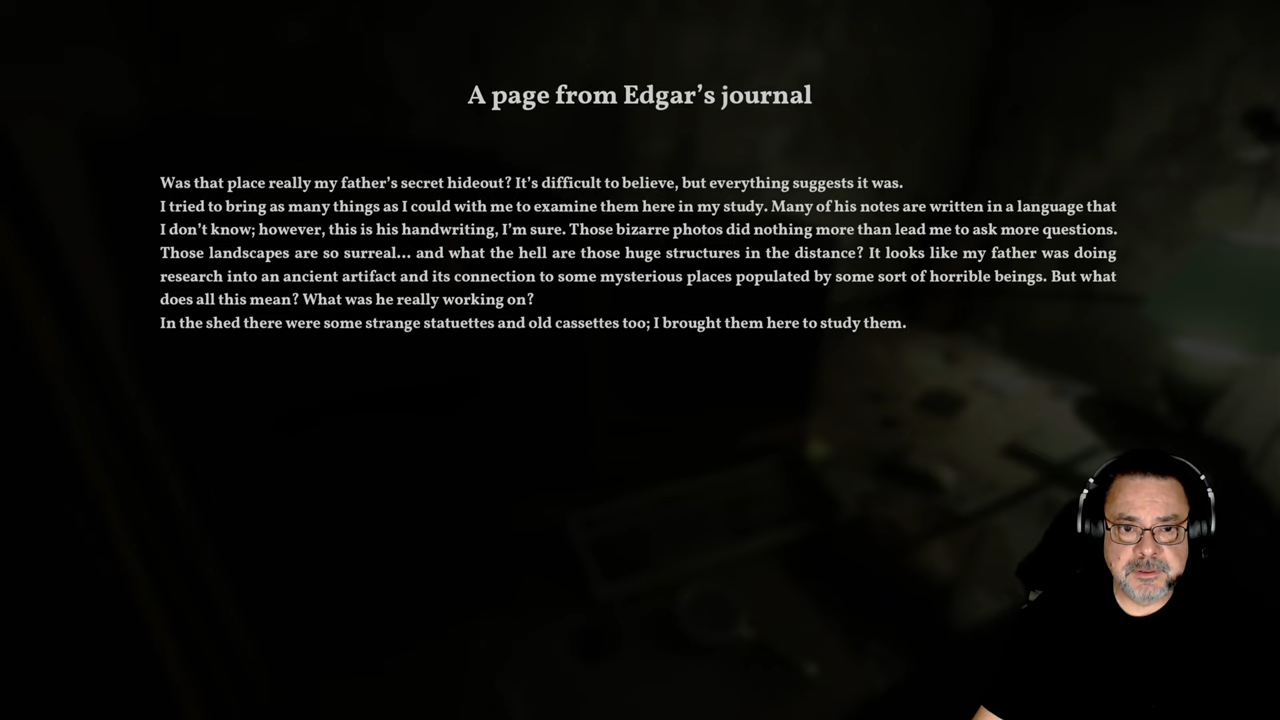 A page from Edgar's journal
Was that place really my father's secret hideout? It's difficult to believe, but everything suggests it was.
I tried to bring as many things as I could with me to examine them here in my study. Many of his notes are written in a language that
I don't know; however, this is his handwriting, I'm sure. Those bizarre photos did nothing more than lead me to ask more questions.
Those landscapes are so surreal... and what the hell are those huge structures in the distance? It looks like my father was doing
research into an ancient artifact and its connection to some mysterious places populated by some sort of horrible beings. But what
does all this mean? What was he really working on?
In the shed there were some strange statuettes and old cassettes too; I brought them here to study them.